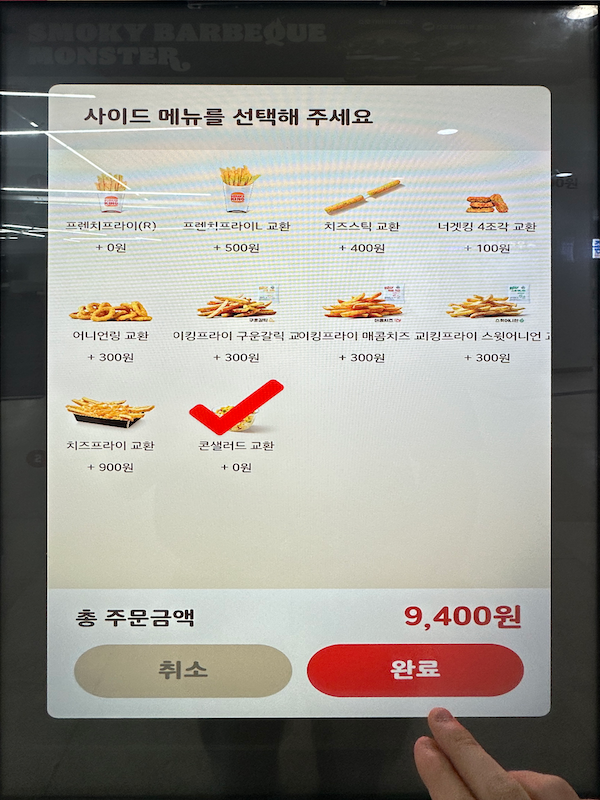 SMOKY BARBEQUE
MONSTER
사이드 메뉴를 선택해 주세요
프렌치프라이(R)
프렌치프라이L 교환
치즈스틱 교환
너겟킹 4조각 교환
+ 0원
+ 500원
+ 400원
+ 100원
어니언링 교환
이킹프라이 구운갈릭 교
이킹프라이 매콤치즈 교
킹프라이 스윗어니언
+ 300원
+ 300원
+ 300원
+ 300원
치즈프라이 교환
콘샐러드 교환
+ 900원
+ 0원
총 주문금액
9,400원
취소
완료